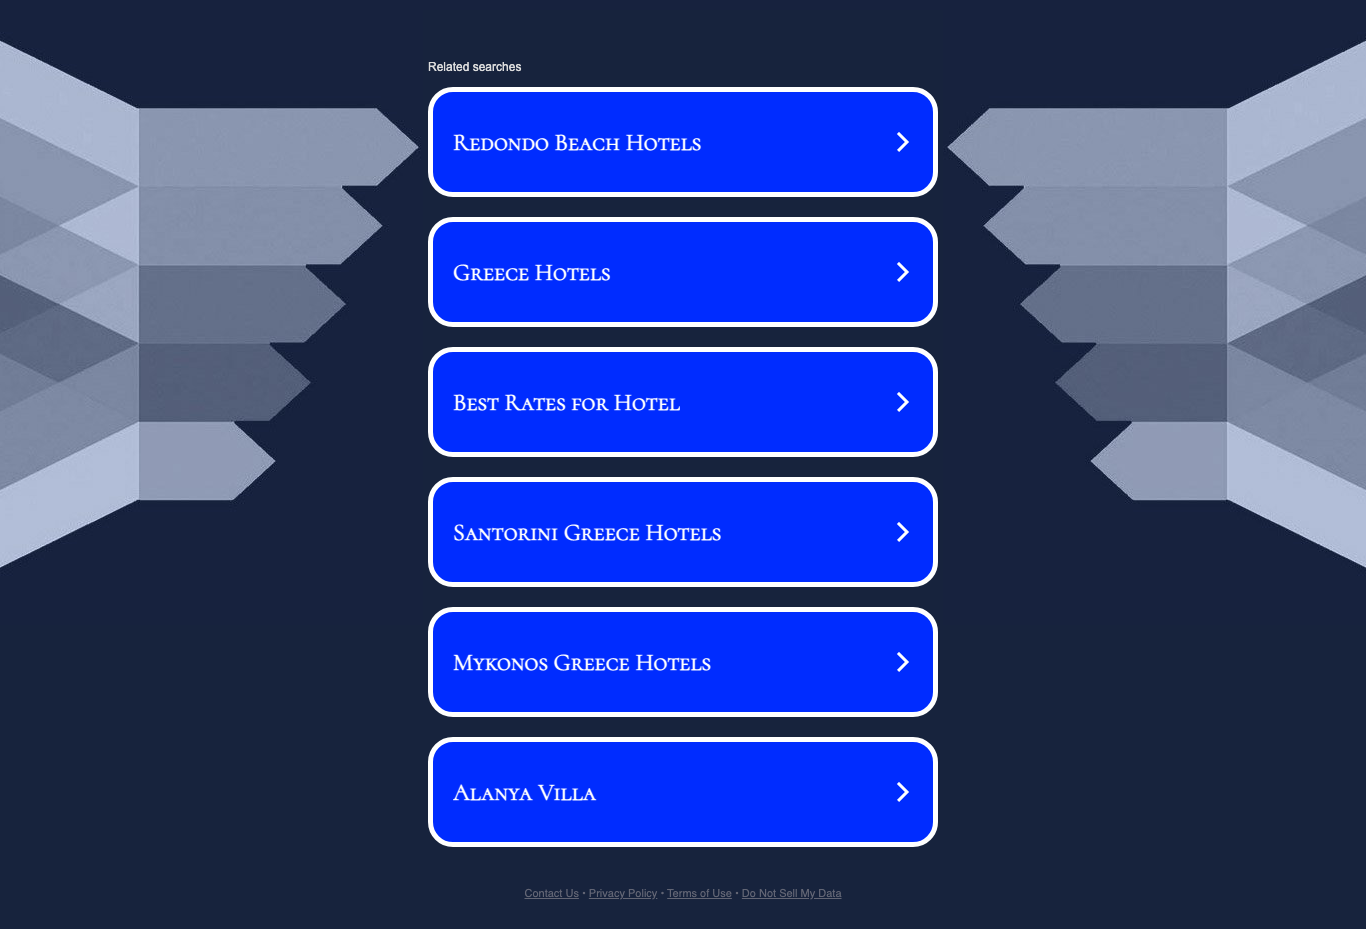 Related searches
Redondo Beach Hotels
Greece Hotels
Best Rates for Hotel
Santorini Greece Hotels
Mykonos Greece Hotels
Alanya Villa
Contact Us • Privacy Policy • Terms of Use • Do Not Sell My Data